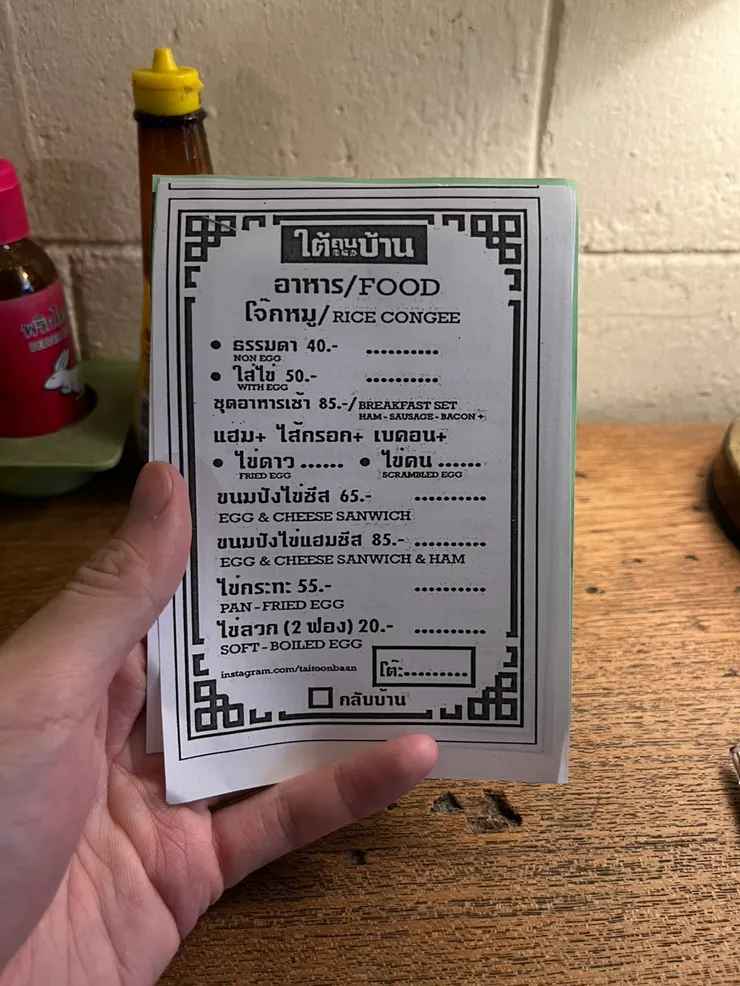 ใต้ถุนบ้าน
อาหาร/FOOD
โจ๊กหมู/RICE CONGEE
• ธรรมดา 40.- ..........
NON EGG
• ใส่ไข่ 50.- ..........
WITH EGG
ชุดอาหารเช้า 85.-/BREAKFAST SET
HAM - SAUSAGE - BACON +
แฮม+ ไส้กรอก+ เบคอน+
• ไข่ดาว ...... • ไข่คน ......
FRIED EGG SCRAMBLED EGG
ขนมปังไข่ชีส 65.- ..........
EGG & CHEESE SANWICH
ขนมปังไข่แฮมชีส 85.- ..........
EGG & CHEESE SANWICH & HAM
ไข่กระทะ 55.- ..........
PAN-FRIED EGG
ไข่ลวก (2 ฟอง) 20.- ..........
SOFT-BOILED EGG
instagram.com/taitoonbaan
โต๊ะ:..........
กลับบ้าน